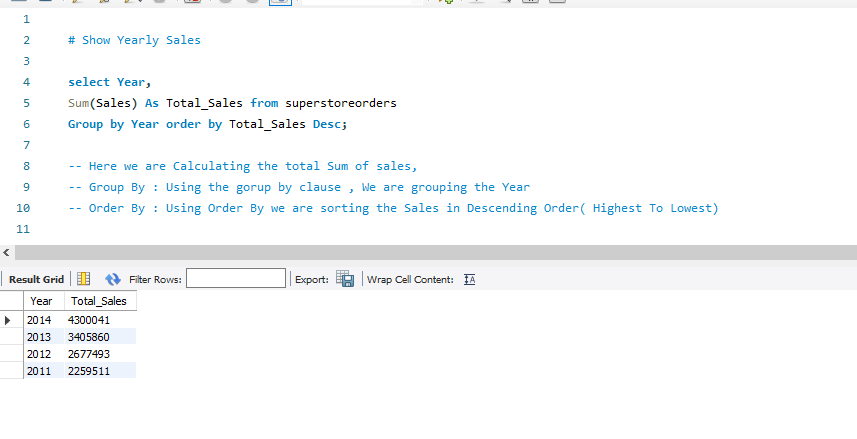 1
2 # Show Yearly Sales
3
4 select Year,
5 Sum(Sales) As Total_Sales from superstoreorders
6 Group by Year order by Total_Sales Desc;
7
8 -- Here we are Calculating the total Sum of sales,
9 -- Group By : Using the gorup by clause , We are grouping the Year
10 -- Order By : Using Order By we are sorting the Sales in Descending Order( Highest To Lowest)
11
Result Grid Filter Rows: Export: Wrap Cell Content:
Year Total_Sales
2014 4300041
2013 3405860
2012 2677493
2011 2259511